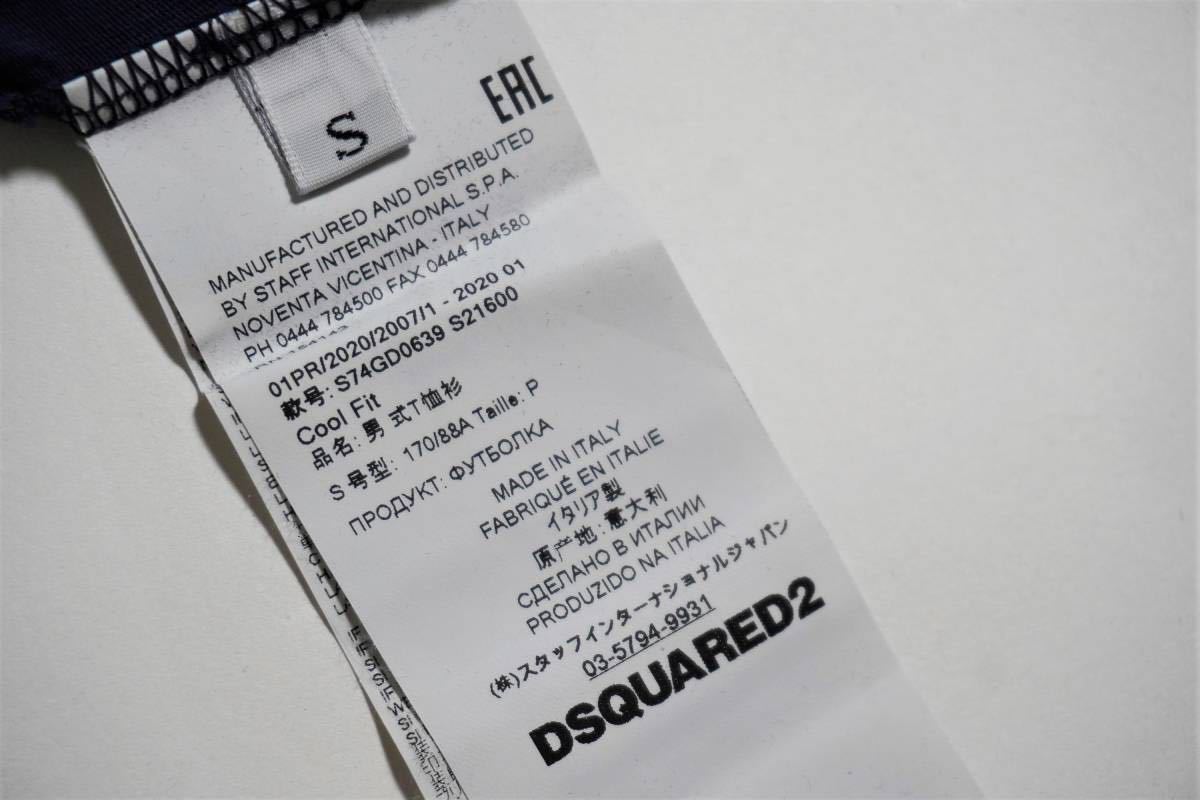 S
EAC
MANUFACTURED AND DISTRIBUTED
BY STAFF INTERNATIONAL S.P.A.
NOVENTA VICENTINA - ITALY
PH 0444 784500 FAX 0444 784580
01PR/2020/2007/1 - 2020 01
款号: S74GD0639 S21600
Cool Fit
品名: 男 式T恤衫
S 号型: 170/88A Taille: P
ПРОДУКТ: ФУТБОЛКА
MADE IN ITALY
FABRIQUÉ EN ITALIE
イタリア製
原产地: 意大利
СДЕЛАНО В ИТАЛИИ
PRODUZIDO NA ITALIA
(株)スタッフインターナショナルジャパン
03-5794-9931
DSQUARED2